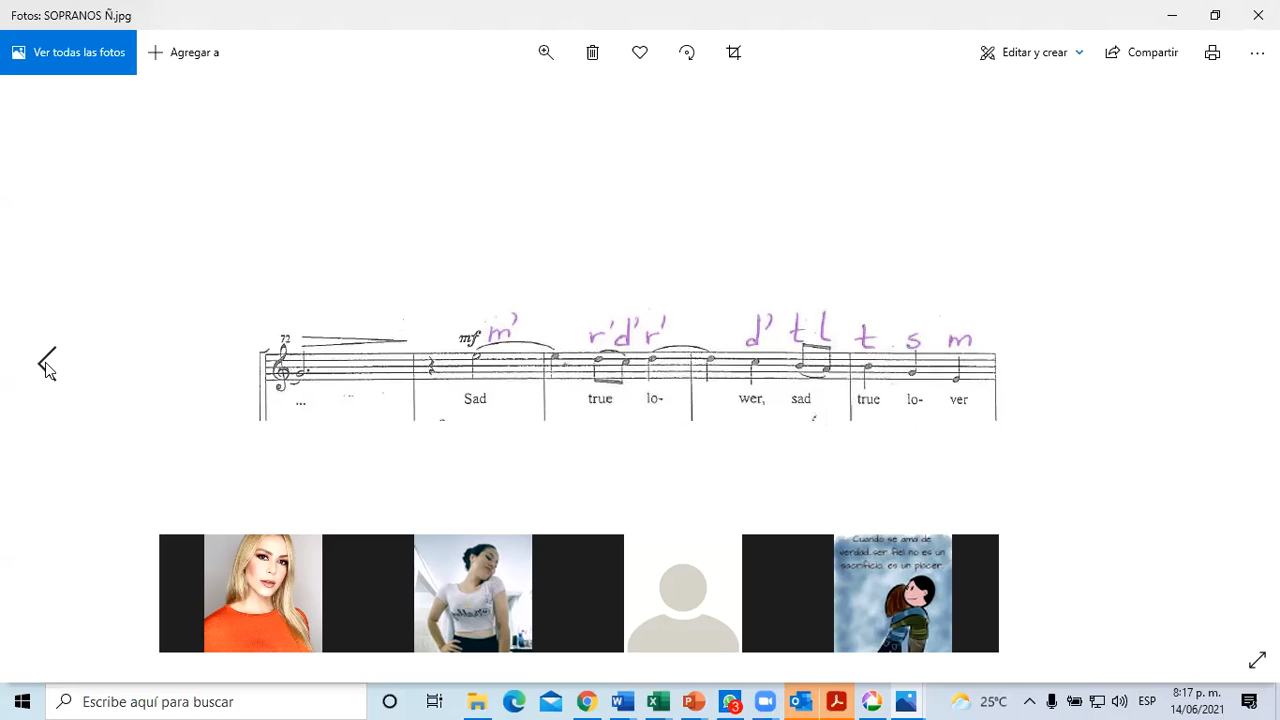 Fotos: SOPRANOS Ñ.jpg
Ver todas las fotos
Agregar a
Editar y crear
Compartir
72
mf m' r' d' r' d' t l t s m
... Sad true lo- wer, sad true lo- ver
Cuando se ama de
verdad..ser fiel no es un
sacrificio, es un placer.
Escribe aquí para buscar
3
25°C
ESP
8:17 p. m.
14/06/2021